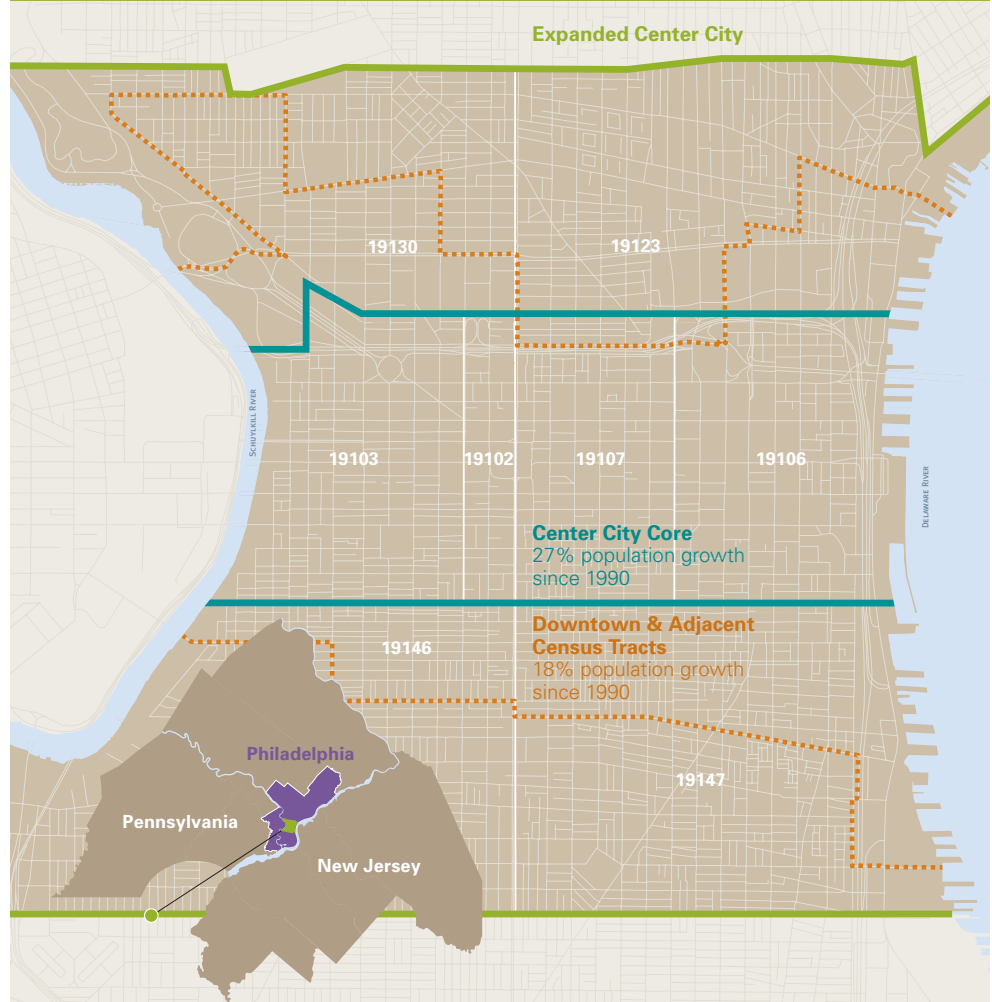 Expanded Center City
19130
19123
SCHUYLKILL RIVER
19103
19102
19107
19106
DELAWARE RIVER
Center City Core
27% population growth
since 1990
Downtown & Adjacent
Census Tracts
18% population growth
since 1990
19146
Philadelphia
19147
Pennsylvania
New Jersey